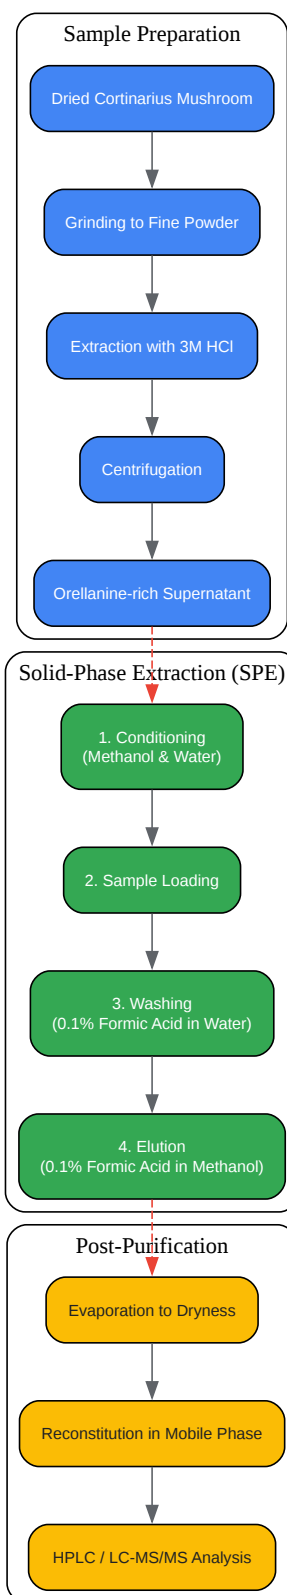 Sample Preparation
Dried Cortinarius Mushroom
Grinding to Fine Powder
Extraction with 3M HCl
Centrifugation
Orellanine-rich Supernatant
Solid-Phase Extraction (SPE)
1. Conditioning
(Methanol & Water)
2. Sample Loading
3. Washing
(0.1% Formic Acid in Water)
4. Elution
(0.1% Formic Acid in Methanol)
Post-Purification
Evaporation to Dryness
Reconstitution in Mobile Phase
HPLC / LC-MS/MS Analysis